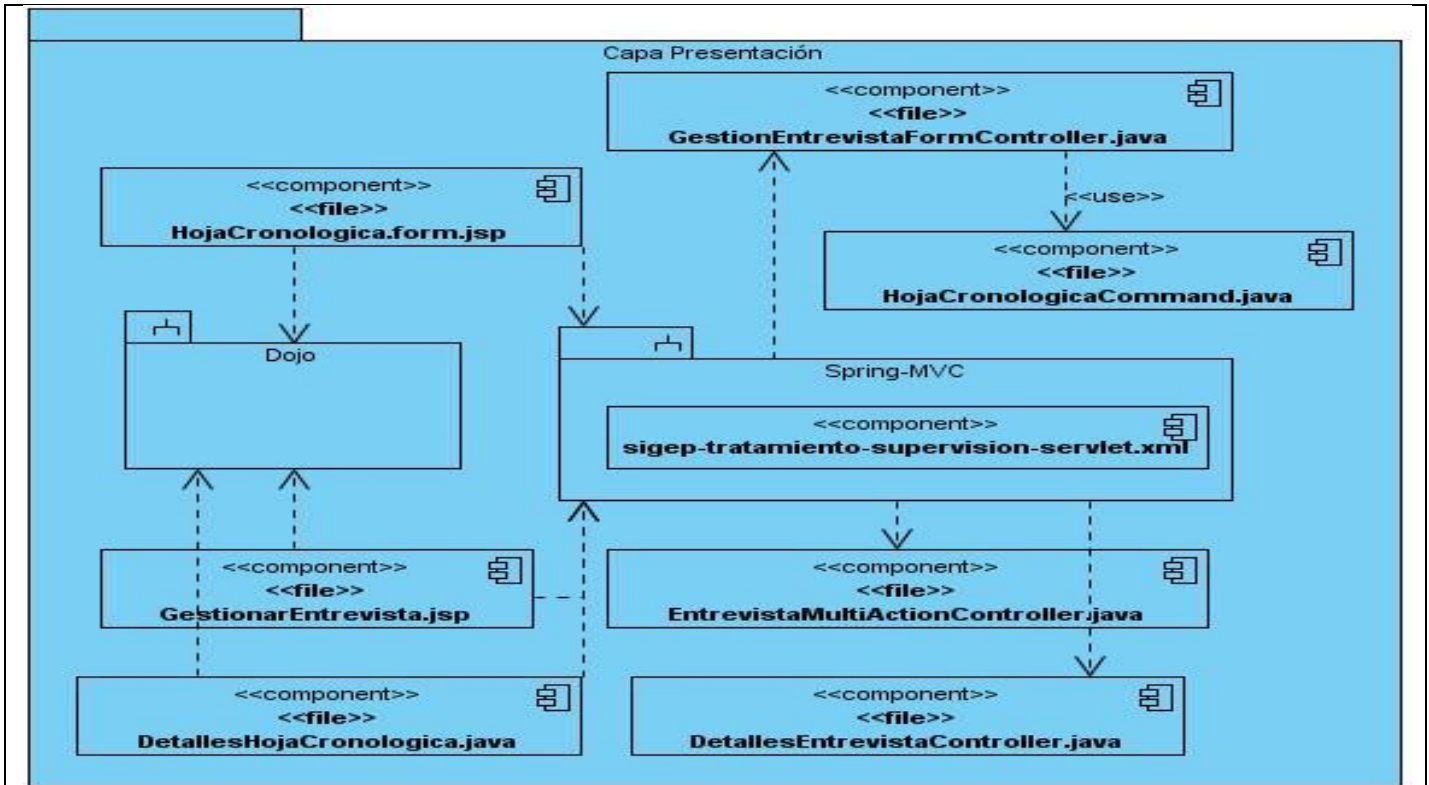 Capa Presentación
<<component>>
<<file>>
GestionEntrevistaFormController.java
<<component>>
<<file>>
HojaCronologica.form.jsp
<<use>>
<<component>>
<<file>>
HojaCronologicaCommand.java
Dojo
Spring-MVC
<<component>>
sigep-tratamiento-supervision-servlet.xml
<<component>>
<<file>>
GestionarEntrevista.jsp
<<component>>
<<file>>
EntrevistaMultiActionController.java
<<component>>
<<file>>
DetallesHojaCronologica.java
<<component>>
<<file>>
DetallesEntrevistaController.java